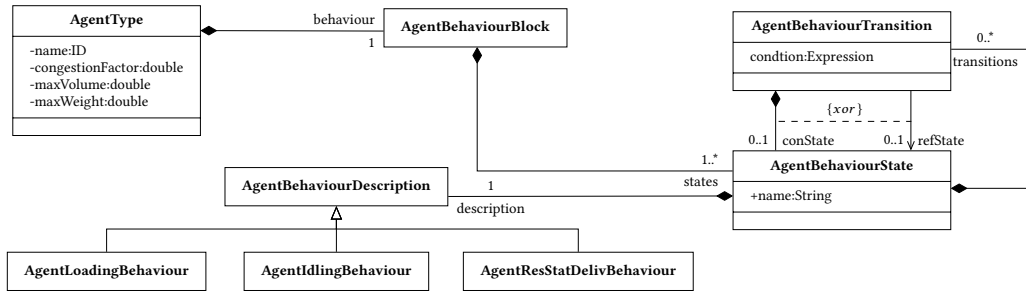 AgentType
-name:ID
-congestionFactor:double
-maxVolume:double
-maxWeight:double
behaviour
1
AgentBehaviourBlock
AgentBehaviourTransition
condtion:Expression
0..*
transitions
{xor}
0..1
conState
0..1
refState
1..*
states
AgentBehaviourState
+name:String
AgentBehaviourDescription
1
description
AgentLoadingBehaviour
AgentIdlingBehaviour
AgentResStatDelivBehaviour